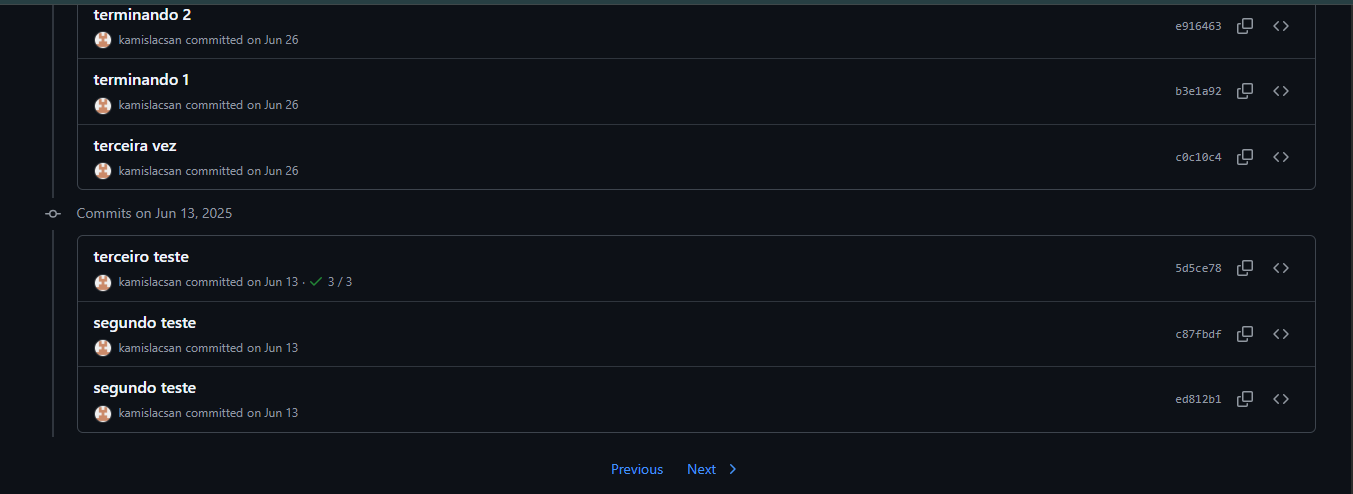 terminando 2
kamislacsan committed on Jun 26
e916463
terminando 1
kamislacsan committed on Jun 26
b3e1a92
terceira vez
kamislacsan committed on Jun 26
c0c10c4
Commits on Jun 13, 2025
terceiro teste
kamislacsan committed on Jun 13 · 3 / 3
5d5ce78
segundo teste
kamislacsan committed on Jun 13
c87fbdf
segundo teste
kamislacsan committed on Jun 13
ed812b1
Previous Next